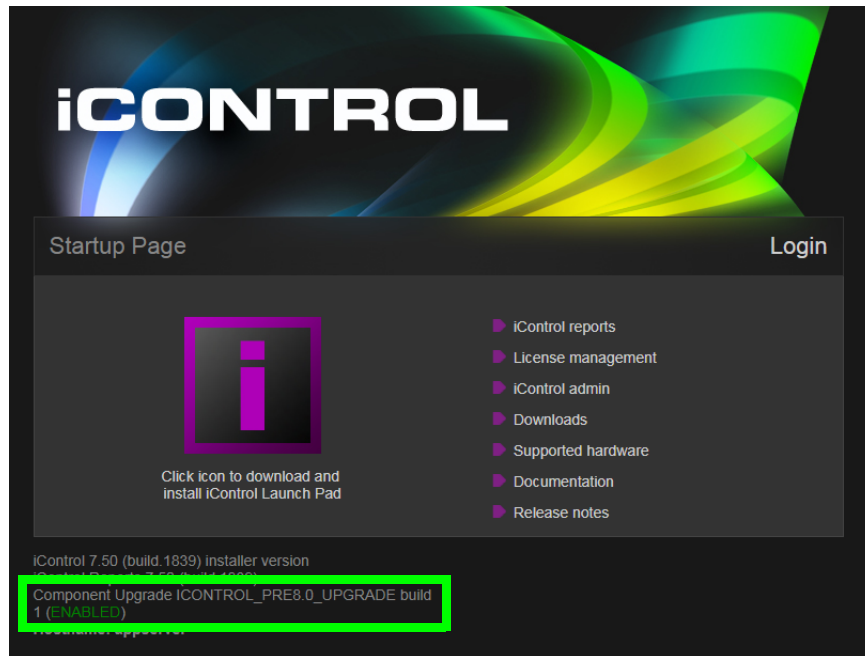 iCONTROL
Startup Page
Login
Click icon to download and
install iControl Launch Pad
iControl reports
License management
iControl admin
Downloads
Supported hardware
Documentation
Release notes
iControl 7.50 (build.1839) installer version
Component Upgrade ICONTROL_PRE8.0_UPGRADE build
1 (ENABLED)
Hostname: appserver